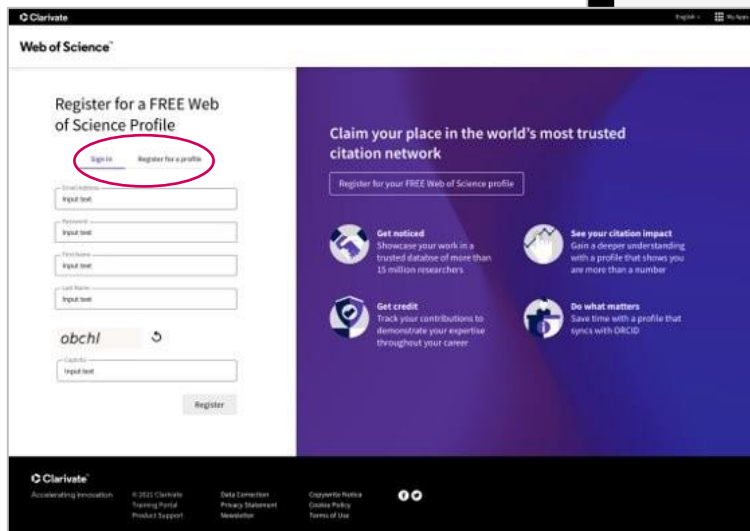 Clarivate
English
My Apps
Web of Science™
Register for a FREE Web
of Science Profile
Sign in
Register for a profile
Email Address
Input text
Password
Input text
First Name
Input text
Last Name
Input text
obchl
Captcha
Input text
Register
Claim your place in the world's most trusted
citation network
Register for your FREE Web of Science profile
Get noticed
Showcase your work in a
trusted databse of more than
15 million researchers
See your citation impact
Gain a deeper understanding
with a profile that shows you
are more than a number
Get credit
Track your contributions to
demonstrate your expertise
throughout your career
Do what matters
Save time with a profile that
syncs with ORCID
Clarivate™
Accelerating innovation
© 2021 Clarivate
Training Portal
Product Support
Data Correction
Privacy Statement
Newsletter
Copywrite Notice
Cookie Policy
Terms of Use